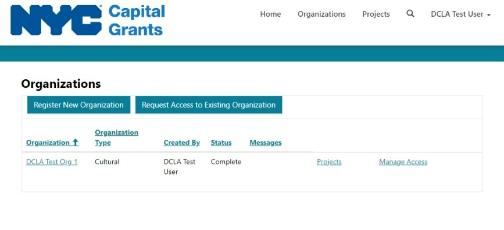 NYC Capital Grants
Home Organizations Projects DCLA Test User
Organizations
Register New Organization Request Access to Existing Organization
Organization ↑ Organization Type Created By Status Messages
DCLA Test Org 1 Cultural DCLA Test User Complete Projects Manage Access